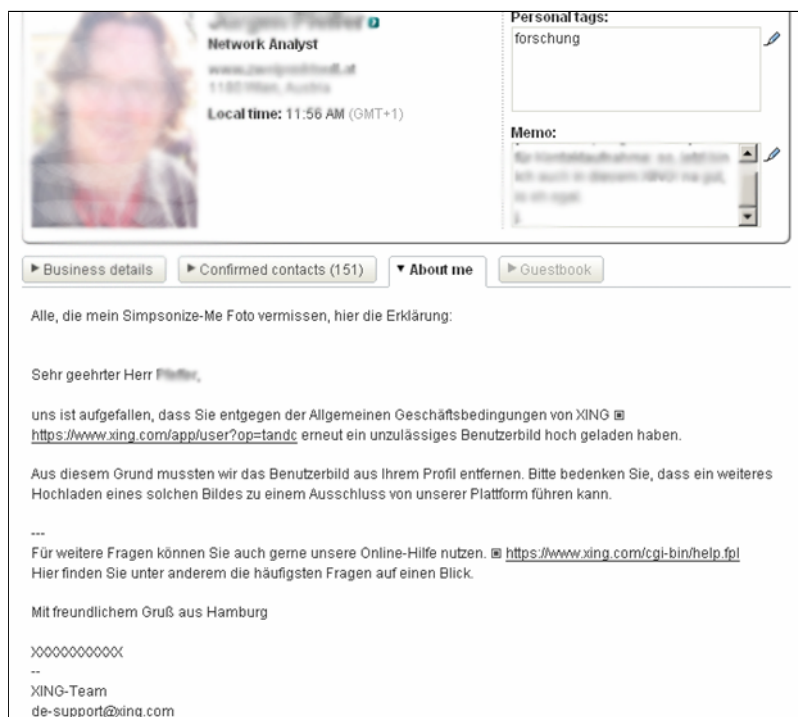 Network Analyst
Local time: 11:56 AM (GMT+1)
Personal tags:
forschung
Memo:
Business details
Confirmed contacts (151)
About me
Guestbook
Alle, die mein Simpsonize-Me Foto vermissen, hier die Erklärung:
Sehr geehrter Herr
uns ist aufgefallen, dass Sie entgegen der Allgemeinen Geschäftsbedingungen von XING
https://www.xing.com/app/user?op=tandc erneut ein unzulässiges Benutzerbild hoch geladen haben.
Aus diesem Grund mussten wir das Benutzerbild aus Ihrem Profil entfernen. Bitte bedenken Sie, dass ein weiteres
Hochladen eines solchen Bildes zu einem Ausschluss von unserer Plattform führen kann.
---
Für weitere Fragen können Sie auch gerne unsere Online-Hilfe nutzen. https://www.xing.com/cgi-bin/help.fpl
Hier finden Sie unter anderem die häufigsten Fragen auf einen Blick.
Mit freundlichem Gruß aus Hamburg
XXXXXXXXXXX
--
XING-Team
de-support@xing.com